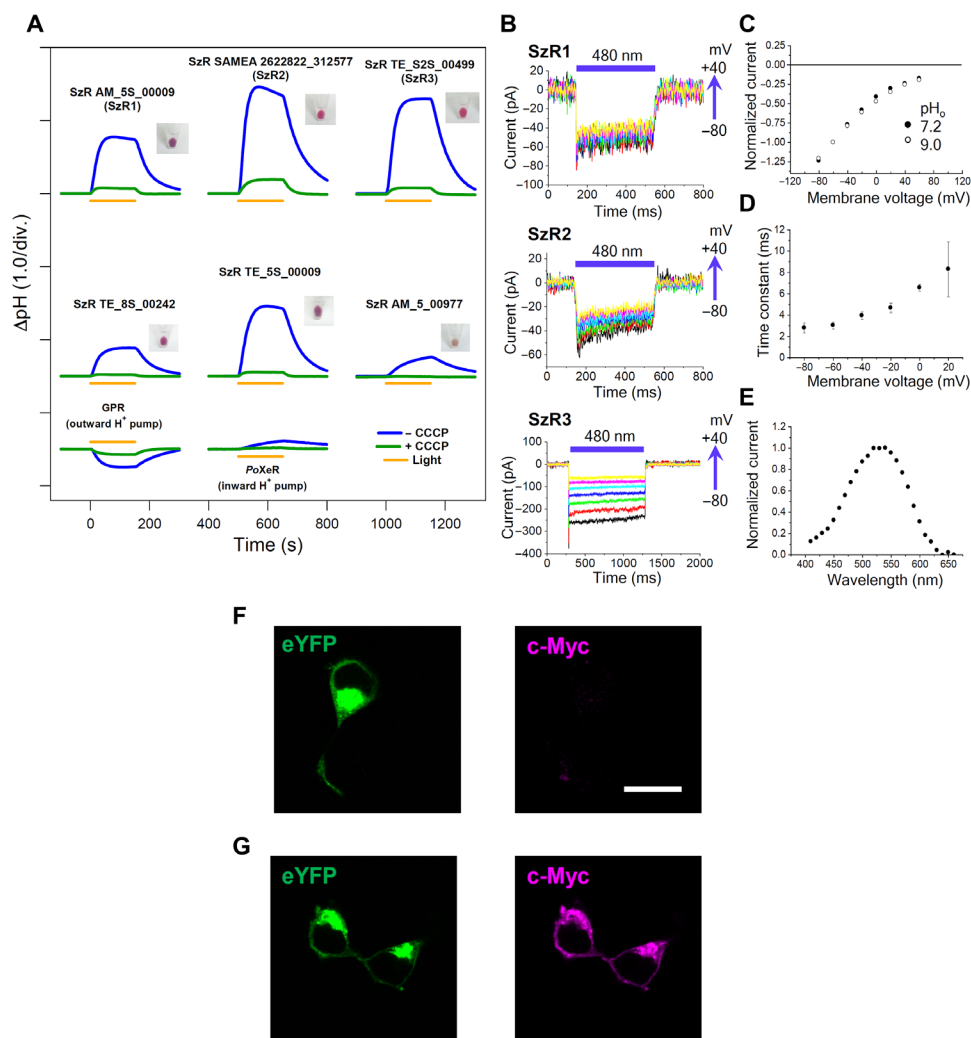 A
SzR AM_5S_00009
(SzR1)
SzR SAMEA 2622822_312577
(SzR2)
SzR TE_S2S_00499
(SzR3)
SzR TE_8S_00242
SzR TE_5S_00009
SzR AM_5_00977
GPR
(outward H+ pump)
PoXeR
(inward H+ pump)
– CCCP
+ CCCP
Light
ΔpH (1.0/div.)
0 200 400 600 800 1000 1200
Time (s)
B
SzR1
480 nm
mV
+40
−80
20
0
−20
−40
−60
−80
−100
Current (pA)
0 200 400 600 800
Time (ms)
SzR2
480 nm
mV
+40
−80
20
0
−20
−40
−60
Current (pA)
0 200 400 600 800
Time (ms)
SzR3
480 nm
mV
+40
−80
100
0
−100
−200
−300
−400
Current (pA)
0 500 1000 1500 2000
Time (ms)
C
0.25
0.00
−0.25
−0.50
−0.75
−1.00
−1.25
Normalized current
pHo
7.2
9.0
−120 −80 −40 0 40 80 120
Membrane voltage (mV)
D
12
10
8
6
4
2
0
Time constant (ms)
−100 −80 −60 −40 −20 0 20
Membrane voltage (mV)
E
1.0
0.8
0.6
0.4
0.2
0.0
Normalized current
400 450 500 550 600 650
Wavelength (nm)
F
eYFP
c-Myc
G
eYFP
c-Myc